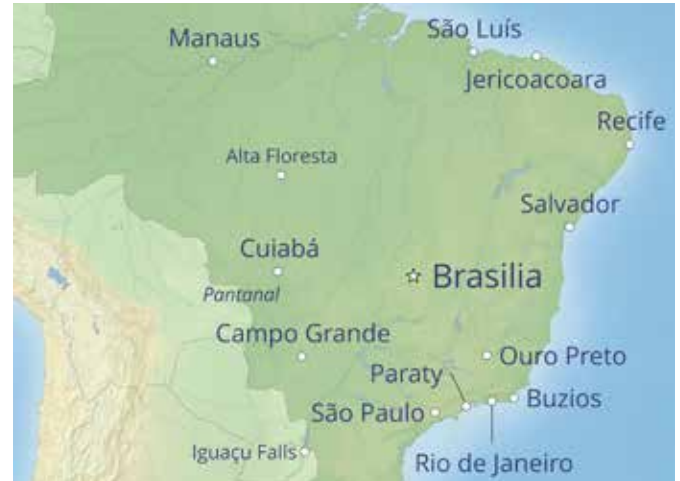 São Luís
Manaus
Jericoacoara
Recife
Alta Floresta
Salvador
Cuiabá
Brasilia
Pantanal
Campo Grande
Ouro Preto
Paraty
Buzios
São Paulo
Iguaçu Falls
Rio de Janeiro